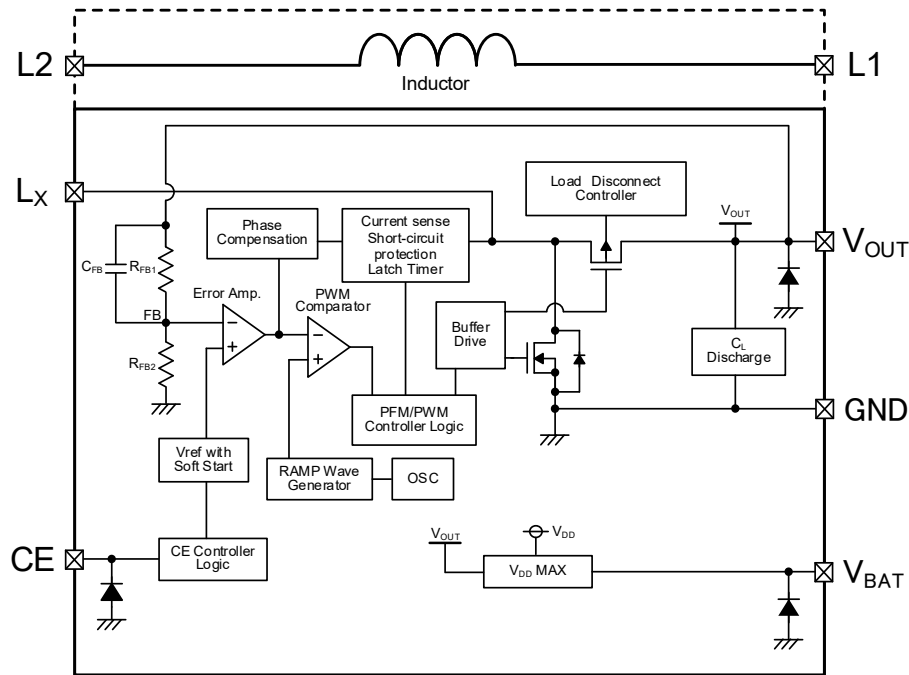 L2
L1
Inductor
LX
Load Disconnect
Controller
VOUT
VOUT
Phase
Compensation
Current sense
Short-circuit
protection
Latch Timer
CFB
RFB1
Error Amp.
PWM
Comparator
FB
Buffer
Drive
CL
Discharge
RFB2
PFM/PWM
Controller Logic
GND
Vref with
Soft Start
RAMP Wave
Generator
OSC
CE
CE Controller
Logic
VOUT
VDD
VDD MAX
VBAT